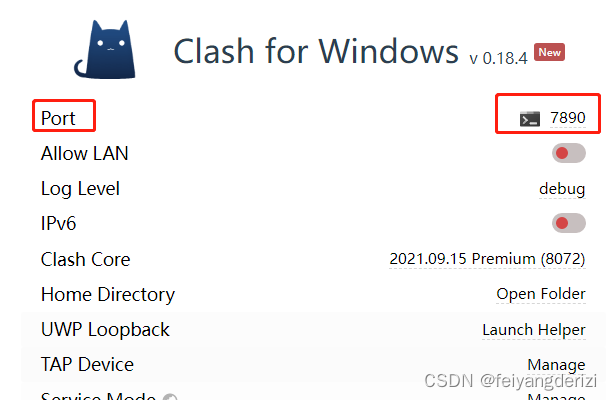 Clash for Windows v 0.18.4 New
Port 7890
Allow LAN
Log Level debug
IPv6
Clash Core 2021.09.15 Premium (8072)
Home Directory Open Folder
UWP Loopback Launch Helper
TAP Device Manage
CSDN @feiyangderizi
Service Mode Manage